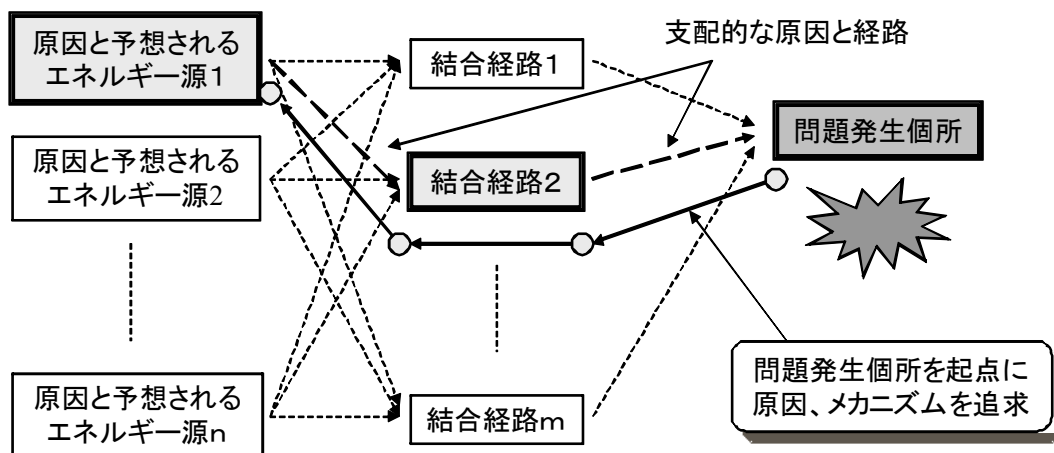 原因と予想される
エネルギー源1
結合経路1
支配的な原因と経路
問題発生個所
原因と予想される
エネルギー源2
結合経路2
原因と予想される
エネルギー源n
結合経路m
問題発生個所を起点に
原因、メカニズムを追求